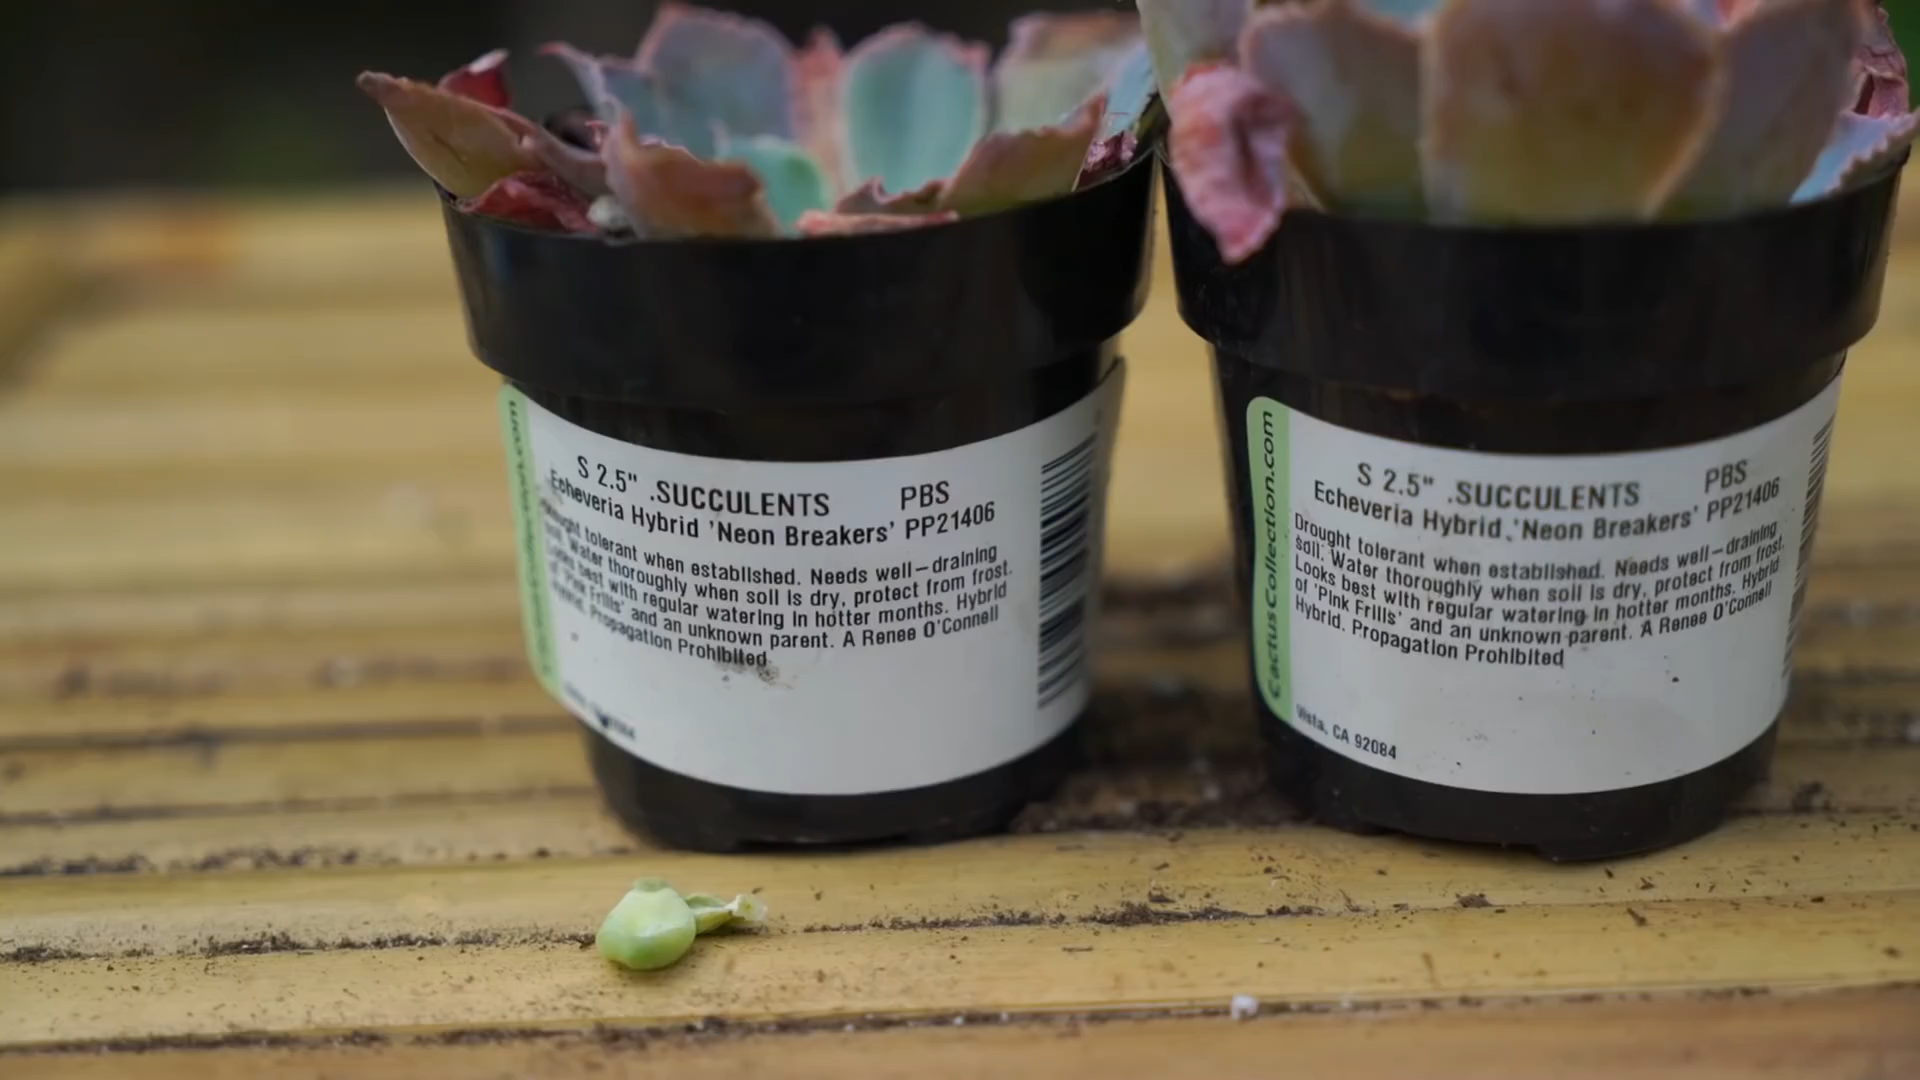 S 2.5" .SUCCULENTS PBS
Echeveria Hybrid 'Neon Breakers' PP21406
tolerant when established. Needs well-draining
Water thoroughly when soil is dry, protect from frost.
best with regular watering in hotter months. Hybrid
'Pink Frills' and an unknown parent. A Renee O'Connell
Propagation Prohibited
CactusCollection.com
S 2.5" .SUCCULENTS PBS
Echeveria Hybrid 'Neon Breakers' PP21406
Drought tolerant when established. Needs well-draining
soil. Water thoroughly when soil is dry, protect from frost.
Looks best with regular watering in hotter months. Hybrid
of 'Pink Frills' and an unknown parent. A Renee O'Connell
Hybrid. Propagation Prohibited
Vista, CA 92084